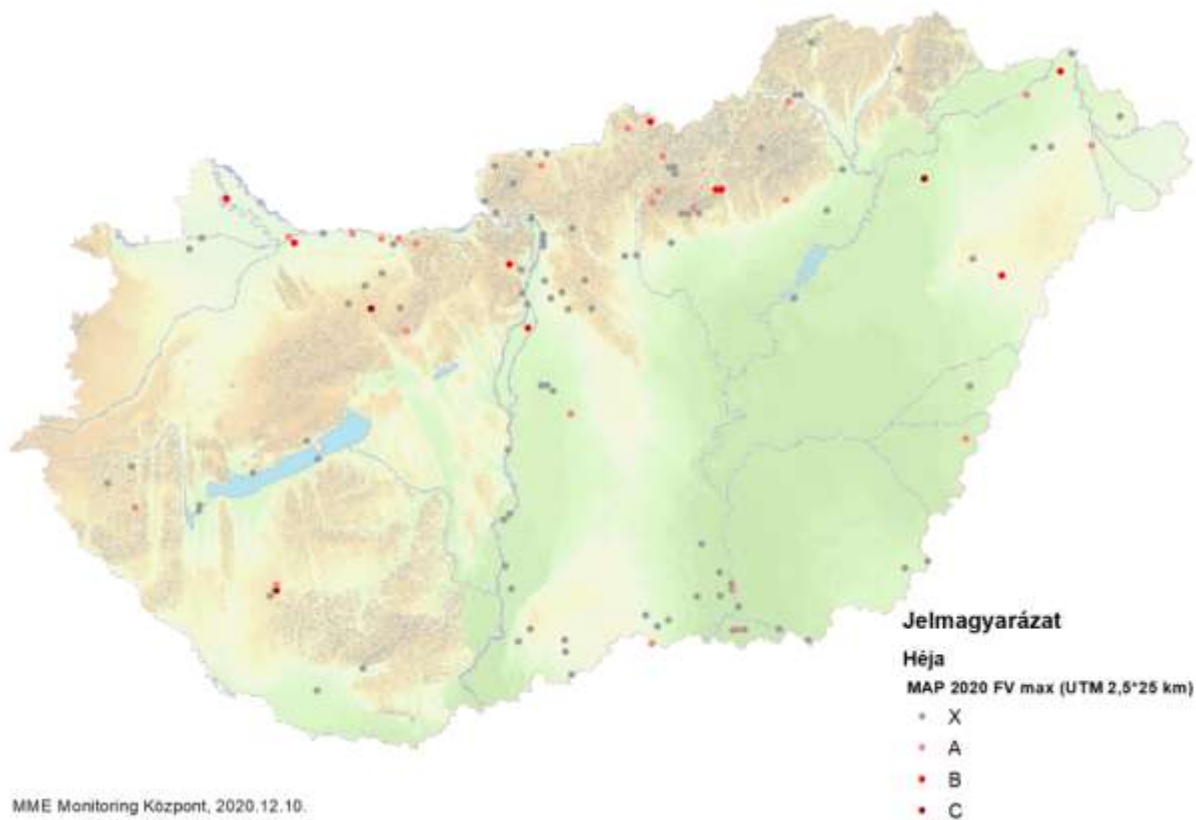 Jelmagyarázat
Héja
MAP 2020 FV max (UTM 2,5*25 km)
X
A
B
C
MME Monitoring Központ, 2020.12.10.